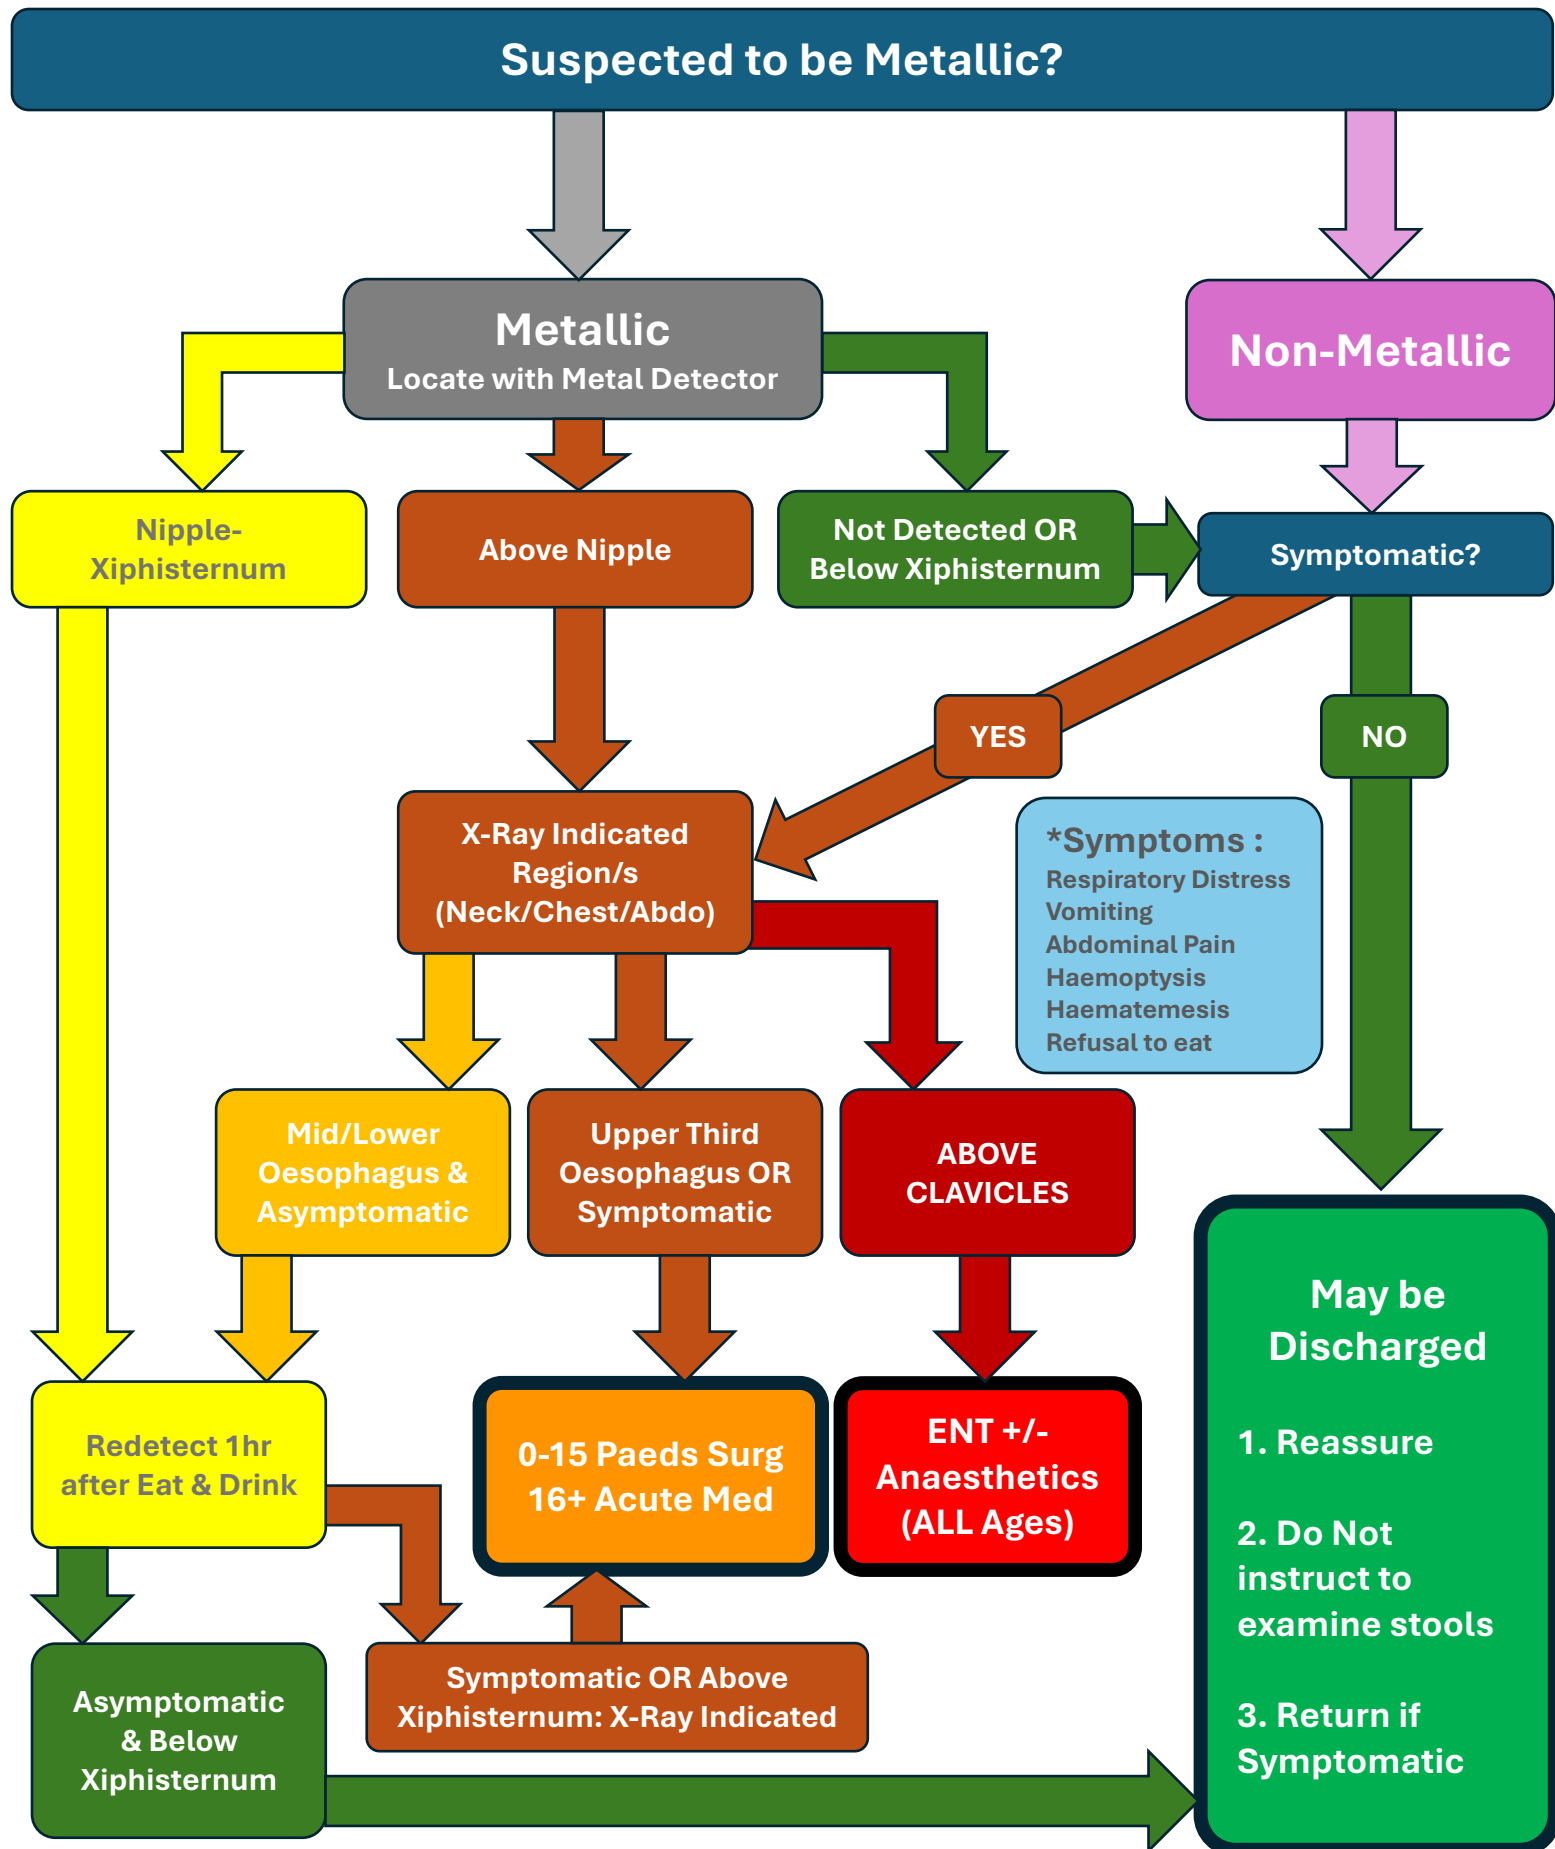 Suspected to be Metallic?
Metallic
Locate with Metal Detector
Non-Metallic
Nipple-
Xiphisternum
Above Nipple
Not Detected OR
Below Xiphisternum
Symptomatic?
YES
NO
X-Ray Indicated
Region/s
(Neck/Chest/Abdo)
*Symptoms :
Respiratory Distress
Vomiting
Abdominal Pain
Haemoptysis
Haematemesis
Refusal to eat
Mid/Lower
Oesophagus &
Asymptomatic
Upper Third
Oesophagus OR
Symptomatic
ABOVE
CLAVICLES
May be
Discharged
1. Reassure
2. Do Not
instruct to
examine stools
3. Return if
Symptomatic
Redetect 1hr
after Eat & Drink
0-15 Paeds Surg
16+ Acute Med
ENT +/-
Anaesthetics
(ALL Ages)
Asymptomatic
& Below
Xiphisternum
Symptomatic OR Above
Xiphisternum: X-Ray Indicated